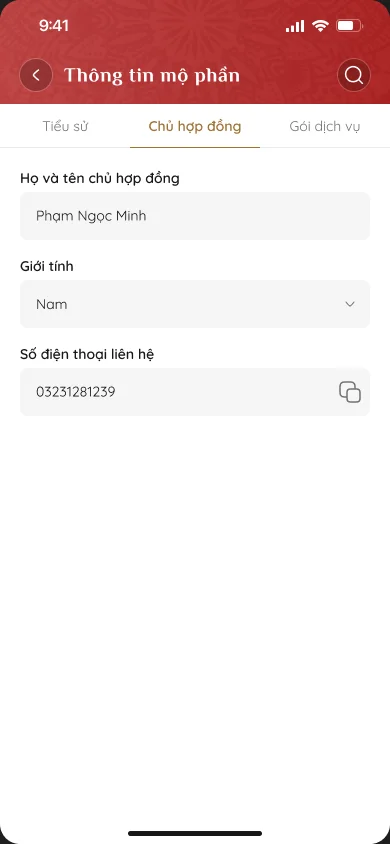 9:41
Thông tin mộ phần
Tiểu sử Chủ hợp đồng Gói dịch vụ
Họ và tên chủ hợp đồng
Phạm Ngọc Minh
Giới tính
Nam
Số điện thoại liên hệ
03231281239